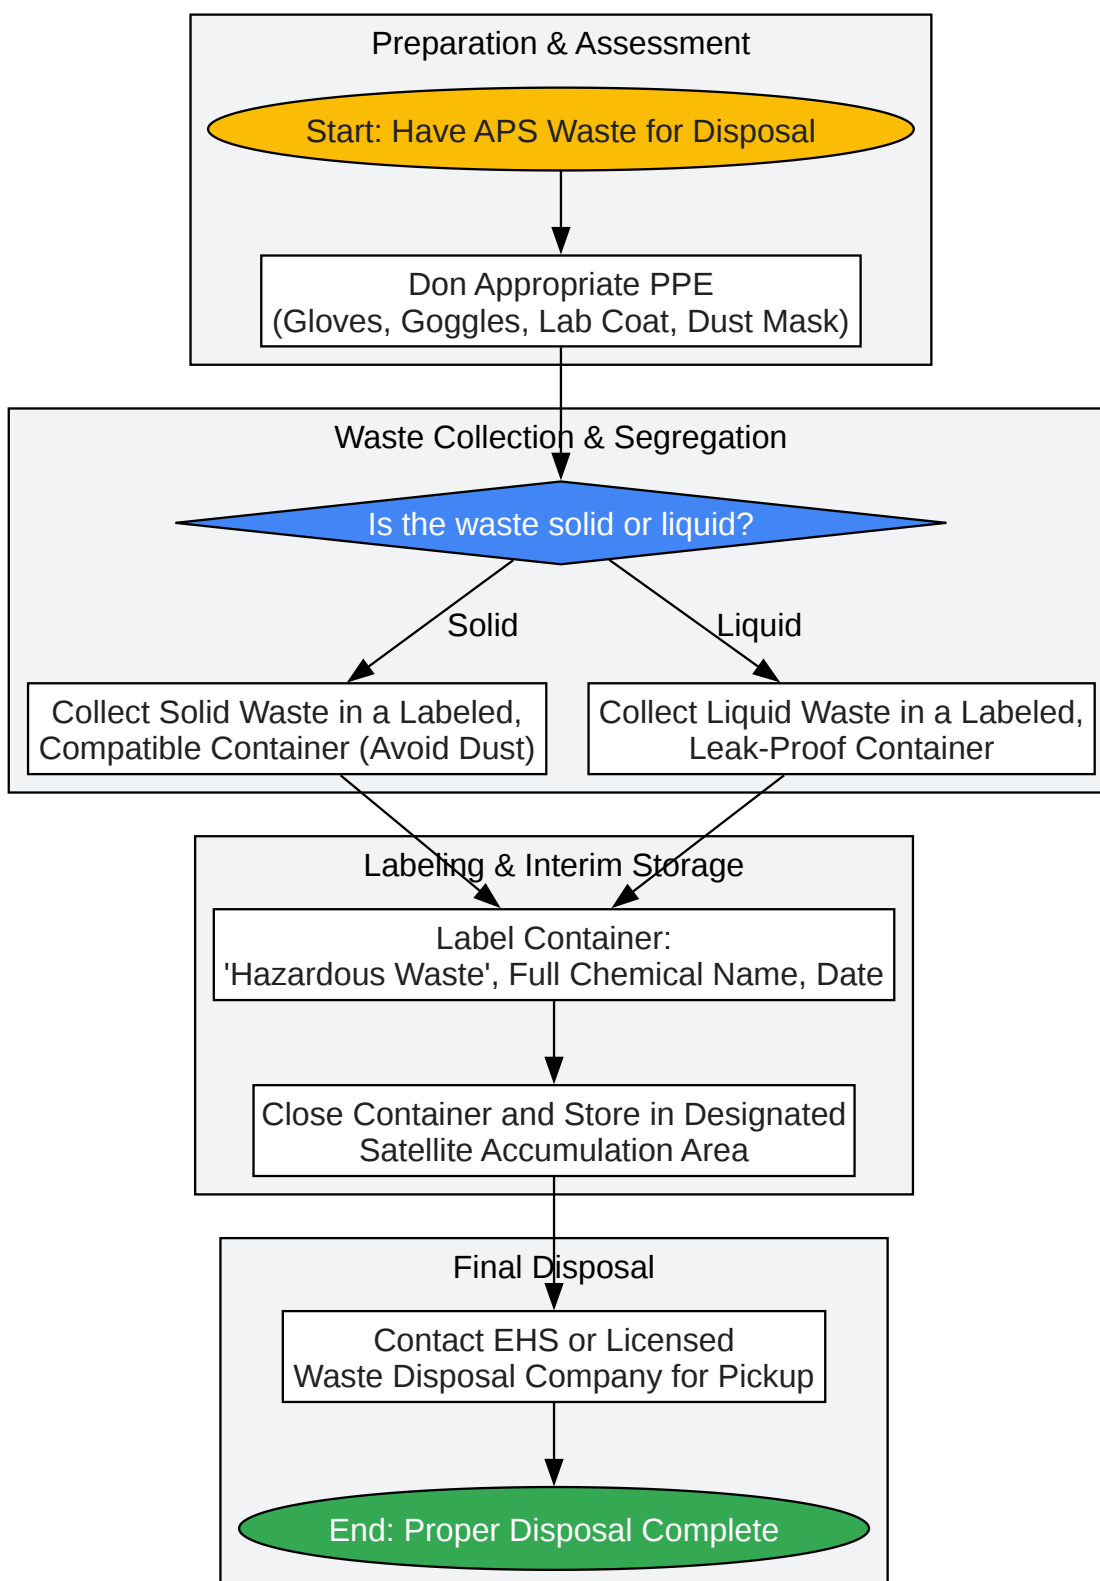 Preparation & Assessment
Start: Have APS Waste for Disposal
Don Appropriate PPE
(Gloves, Goggles, Lab Coat, Dust Mask)
Waste Collection & Segregation
Is the waste solid or liquid?
Solid
Liquid
Collect Solid Waste in a Labeled,
Compatible Container (Avoid Dust)
Collect Liquid Waste in a Labeled,
Leak-Proof Container
Labeling & Interim Storage
Label Container:
'Hazardous Waste', Full Chemical Name, Date
Close Container and Store in Designated
Satellite Accumulation Area
Final Disposal
Contact EHS or Licensed
Waste Disposal Company for Pickup
End: Proper Disposal Complete